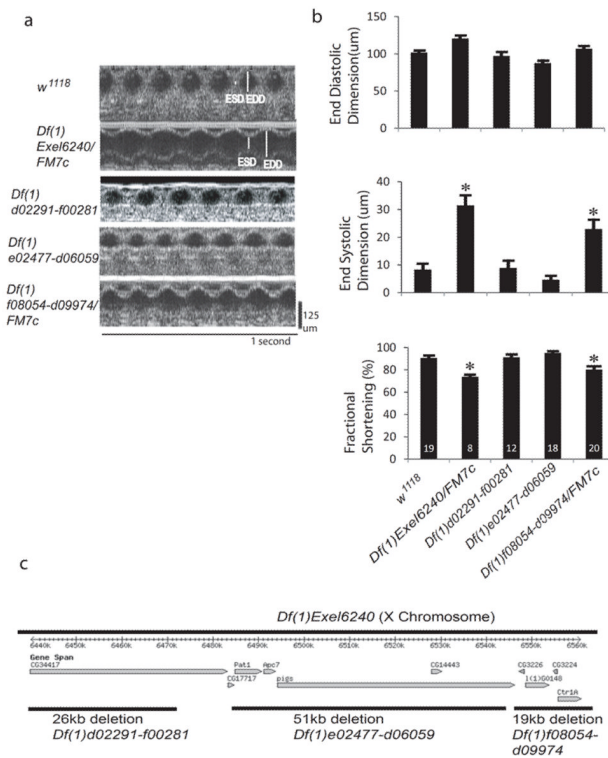 a
w1118
ESD EDD
Df(1)
Exel6240/
FM7c
ESD EDD
Df(1)
d02291-f00281
Df(1)
e02477-d06059
Df(1)
f08054-d09974/
FM7c
125
um
1 second
b
End Diastolic
Dimension(um)
150
100
50
0
End Systolic
Dimension (um)
40
30
20
10
0
* *
Fractional
Shortening (%)
100
80
60
40
20
0
* *
19 8 12 18 20
w1118
Df(1)Exel6240/FM7c
Df(1)d02291-f00281
Df(1)e02477-d06059
Df(1)f08054-d09974/FM7c
c
Df(1)Exel6240 (X Chromosome)
6440k 6450k 6460k 6470k 6480k 6490k 6500k 6510k 6520k 6530k 6540k 6550k 6560k
Gene Span
CG34417 Pat1 Apc7 CG14443 CG3226 CG3224
CG17717 pigs l(1)G0148
Ctr1A
26kb deletion 51kb deletion 19kb deletion
Df(1)d02291-f00281 Df(1)e02477-d06059 Df(1)f08054-
d09974